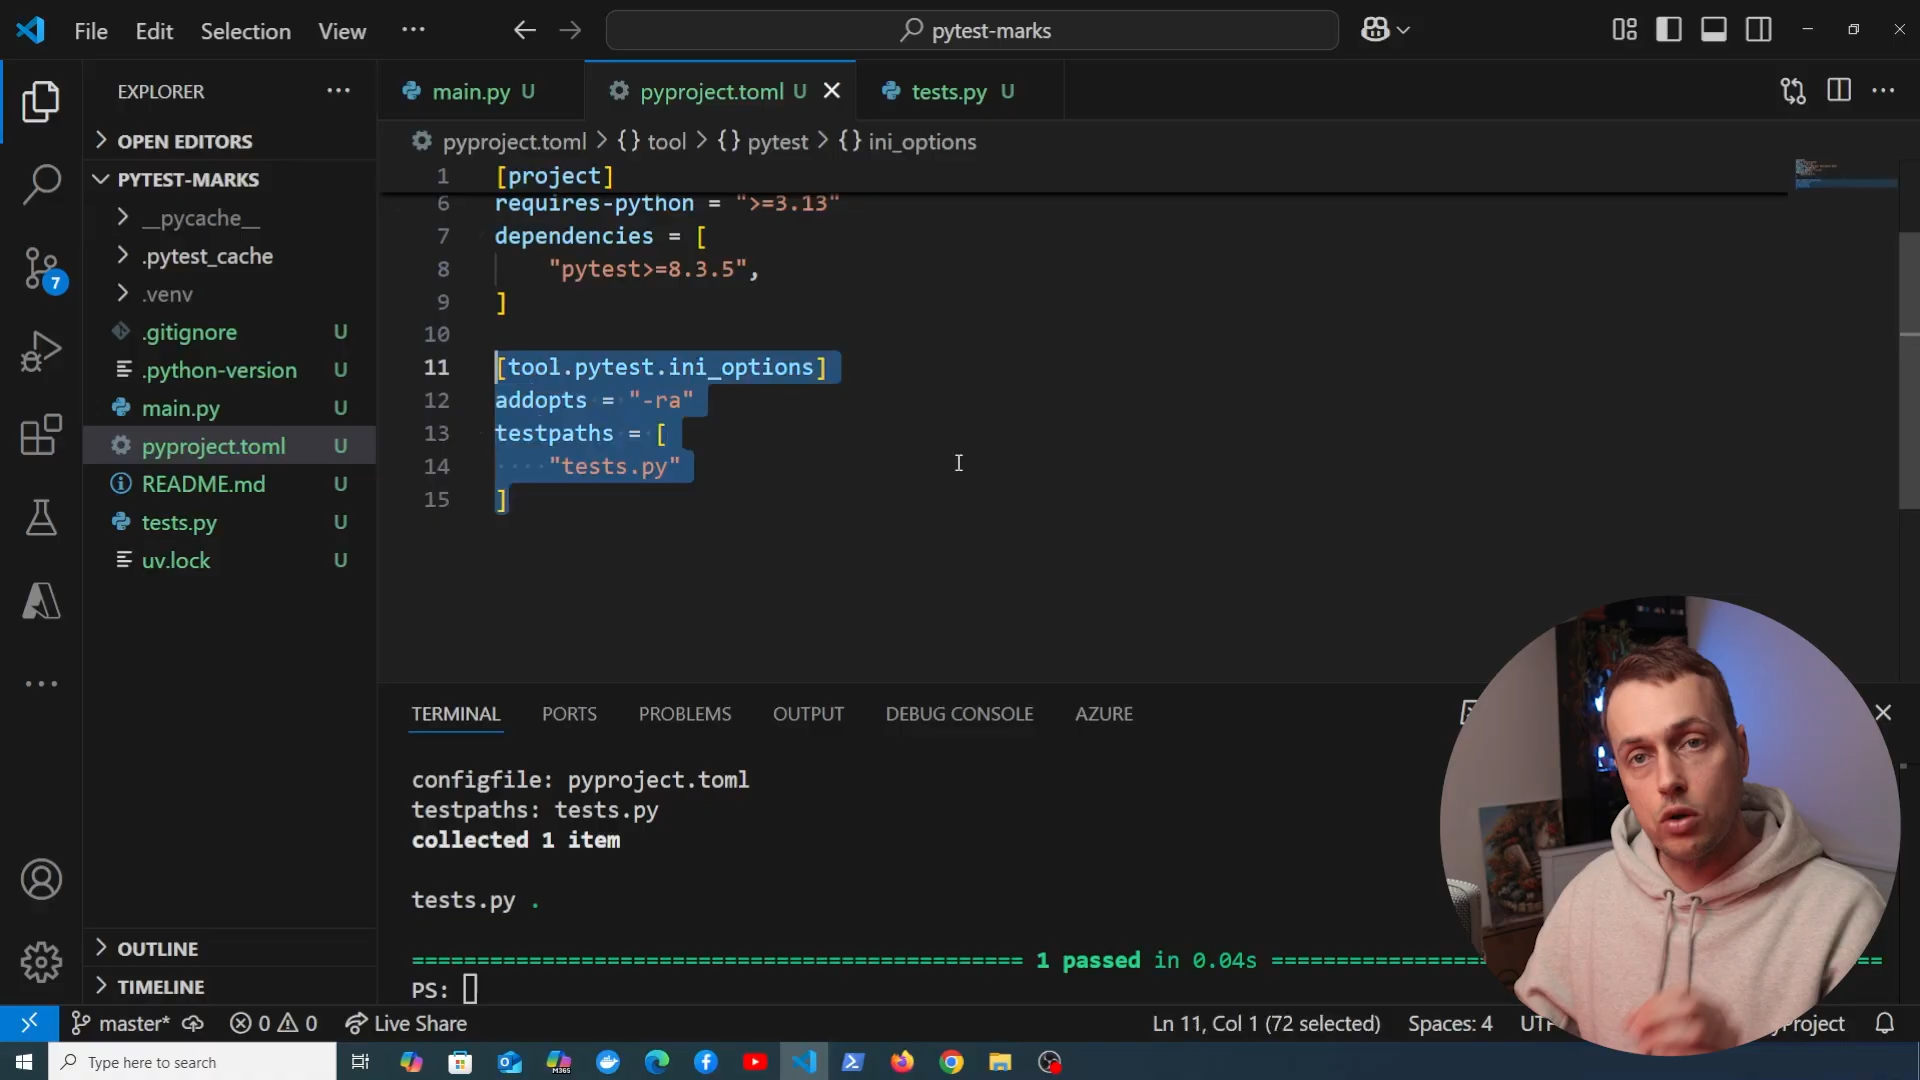 File Edit Selection View ··· pytest-marks
EXPLORER
OPEN EDITORS
PYTEST-MARKS
__pycache__
.pytest_cache
.venv
.gitignore U
.python-version U
main.py U
pyproject.toml U
README.md U
tests.py U
uv.lock U
OUTLINE
TIMELINE
7
main.py U pyproject.toml U tests.py U
pyproject.toml > {} tool > {} pytest > {} ini_options
1 [project]
6 requires-python = ">=3.13"
7 dependencies = [
8 "pytest>=8.3.5",
9 ]
10
11 [tool.pytest.ini_options]
12 addopts = "-ra"
13 testpaths = [
14 ····"tests.py"
15 ]
TERMINAL PORTS PROBLEMS OUTPUT DEBUG CONSOLE AZURE
configfile: pyproject.toml
testpaths: tests.py
collected 1 item
tests.py .
=============================================== 1 passed in 0.04s ================
PS:
master* 0 0 Live Share Ln 11, Col 1 (72 selected) Spaces: 4
Type here to search
M365